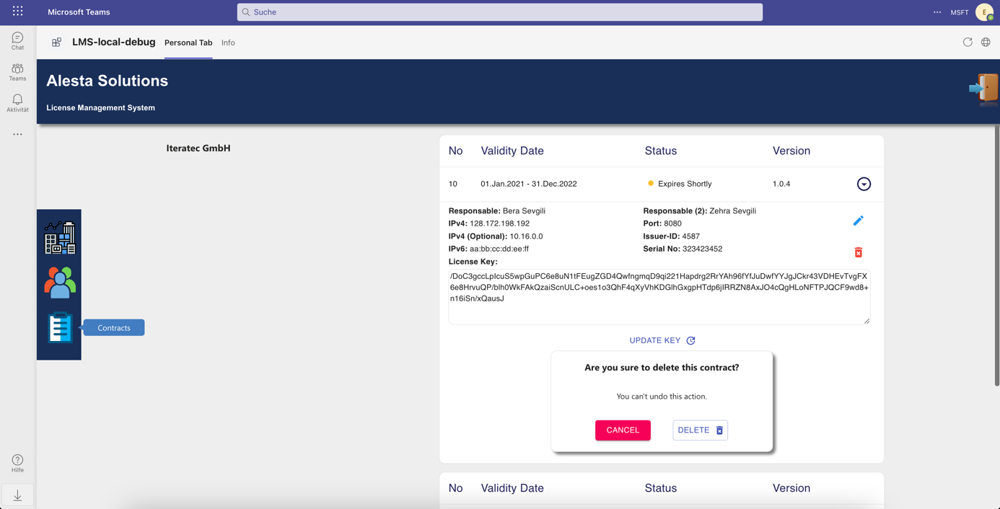 Microsoft Teams
Suche
MSFT
E
Chat
Teams
Aktivität
Hilfe
LMS-local-debug Personal Tab Info
Alesta Solutions
License Management System
Iteratec GmbH
Contracts
No Validity Date Status Version
10 01.Jan.2021 - 31.Dec.2022 Expires Shortly 1.0.4
Responsable: Bera Sevgili Responsable (2): Zehra Sevgili
IPv4: 128.172.198.192 Port: 8080
IPv4 (Optional): 10.16.0.0 Issuer-ID: 4587
IPv6: aa:bb:cc:dd:ee:ff Serial No: 323423452
License Key:
/DoC3gccLpIcuS5wpGuPC6e8uN1tFEugZGD4QwfngmqD9qi221Hapdrg2RrYAh96fYfJuDwfYYJgJCkr43VDHEvTvgFX
6e8HrvuQP/blh0WkFAkQzaiScnULC+oes1o3QhF4qXyVhKDGlhGxgpHTdp6jIRRZN8AxJO4cQgHLoNFTPJQCF9wd8+
n16iSn/xQausJ
UPDATE KEY
Are you sure to delete this contract?
You can't undo this action.
CANCEL DELETE
No Validity Date Status Version